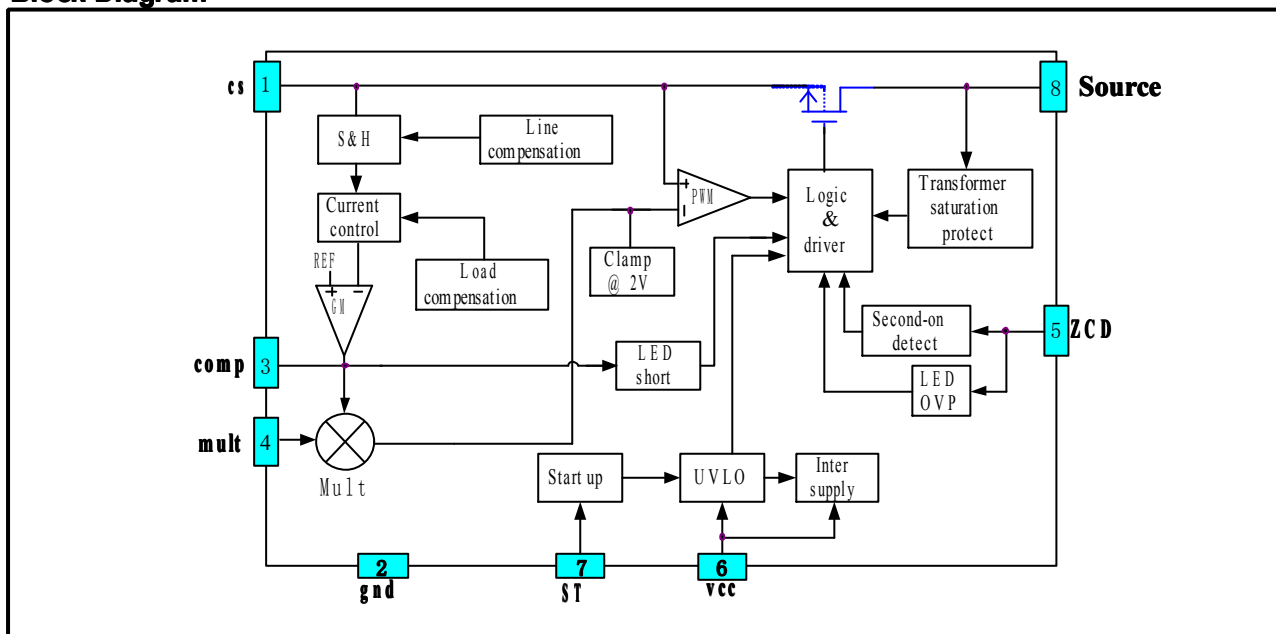 Block Diagram
cs
1
8
Source
S&H
Line
compensation
Current
control
PWM
Logic
&
driver
Transformer
saturation
protect
REF
GM
Load
compensation
Clamp
@ 2V
Second-on
detect
5
ZCD
comp
3
LED
short
LED
OVP
mult
4
Mult
Start up
UVLO
Inter
supply
2
gnd
7
ST
6
vcc